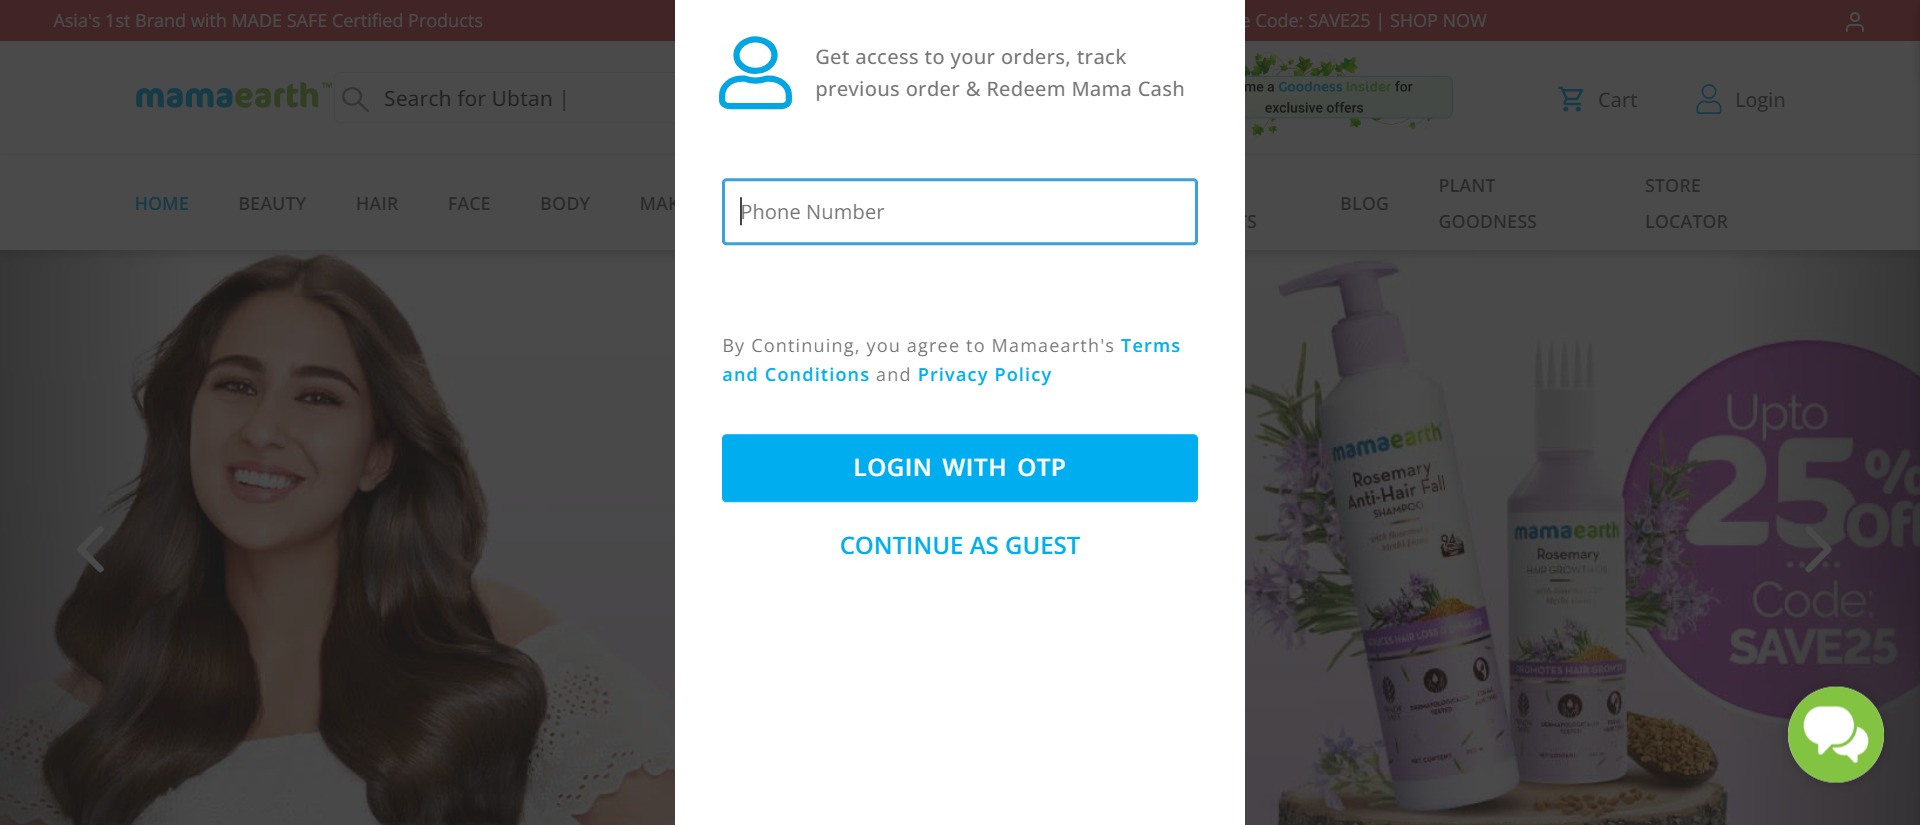 Asia's 1st Brand with MADE SAFE Certified Products
Code: SAVE25 | SHOP NOW
mamaearth™
Search for Ubtan |
Goodness Insider for
exclusive offers
Cart
Login
HOME
BEAUTY
HAIR
FACE
BODY
BLOG
PLANT
GOODNESS
STORE
LOCATOR
Get access to your orders, track
previous order & Redeem Mama Cash
Phone Number
By Continuing, you agree to Mamaearth's Terms
and Conditions and Privacy Policy
LOGIN WITH OTP
CONTINUE AS GUEST
mamaearth
Rosemary
Anti-Hair Fall
SHAMPOO
mamaearth
Rosemary
HAIR GROWTH OIL
PROMOTES HAIR GROWTH
Upto
25%
off
Code:
SAVE25